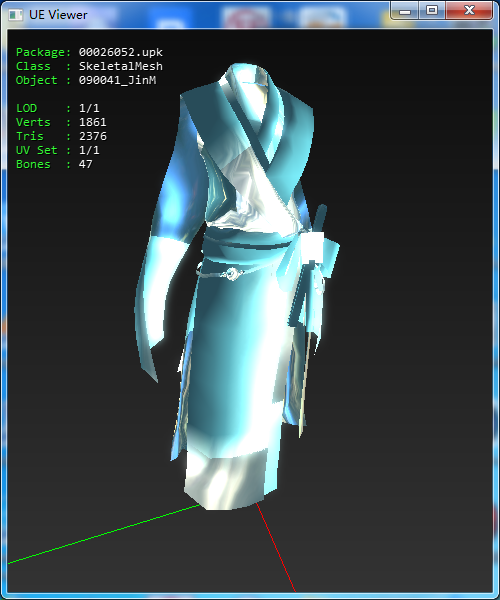 UE Viewer
Package: 00026052.upk
Class : SkeletalMesh
Object : 090041_JinM
LOD : 1/1
Verts : 1861
Tris : 2376
UV Set : 1/1
Bones : 47